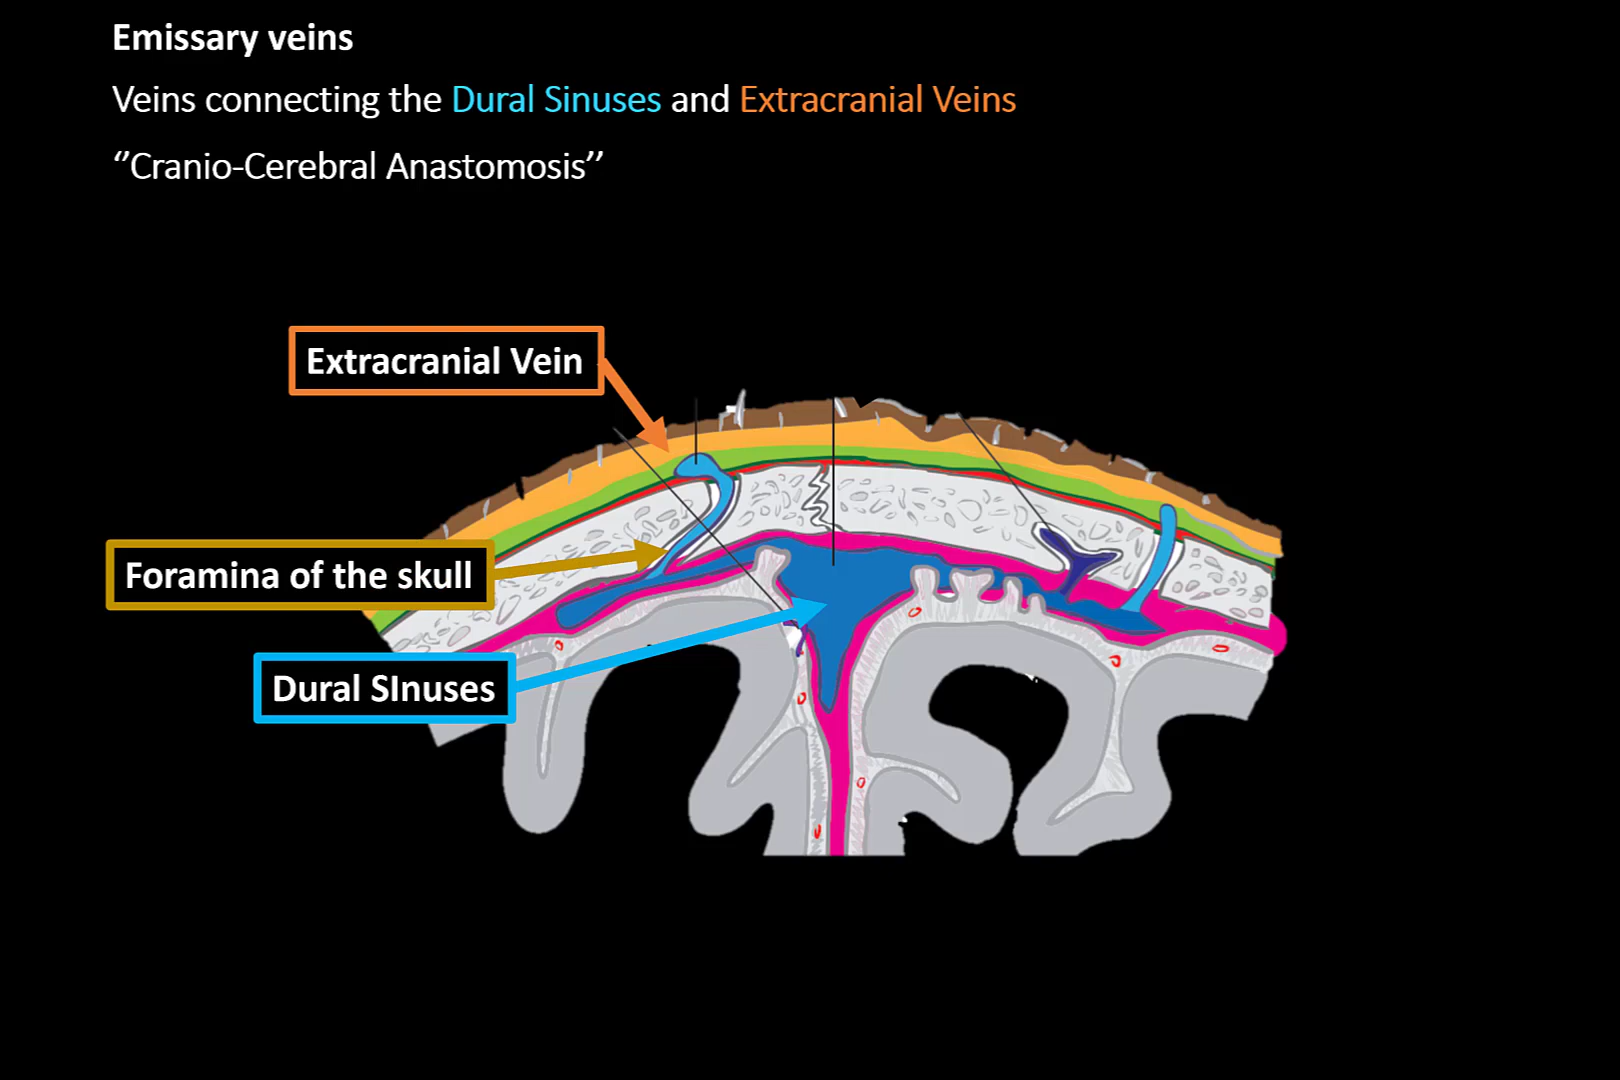 Emissary veins
Veins connecting the Dural Sinuses and Extracranial Veins
‘’Cranio-Cerebral Anastomosis’’
Extracranial Vein
Foramina of the skull
Dural SInuses